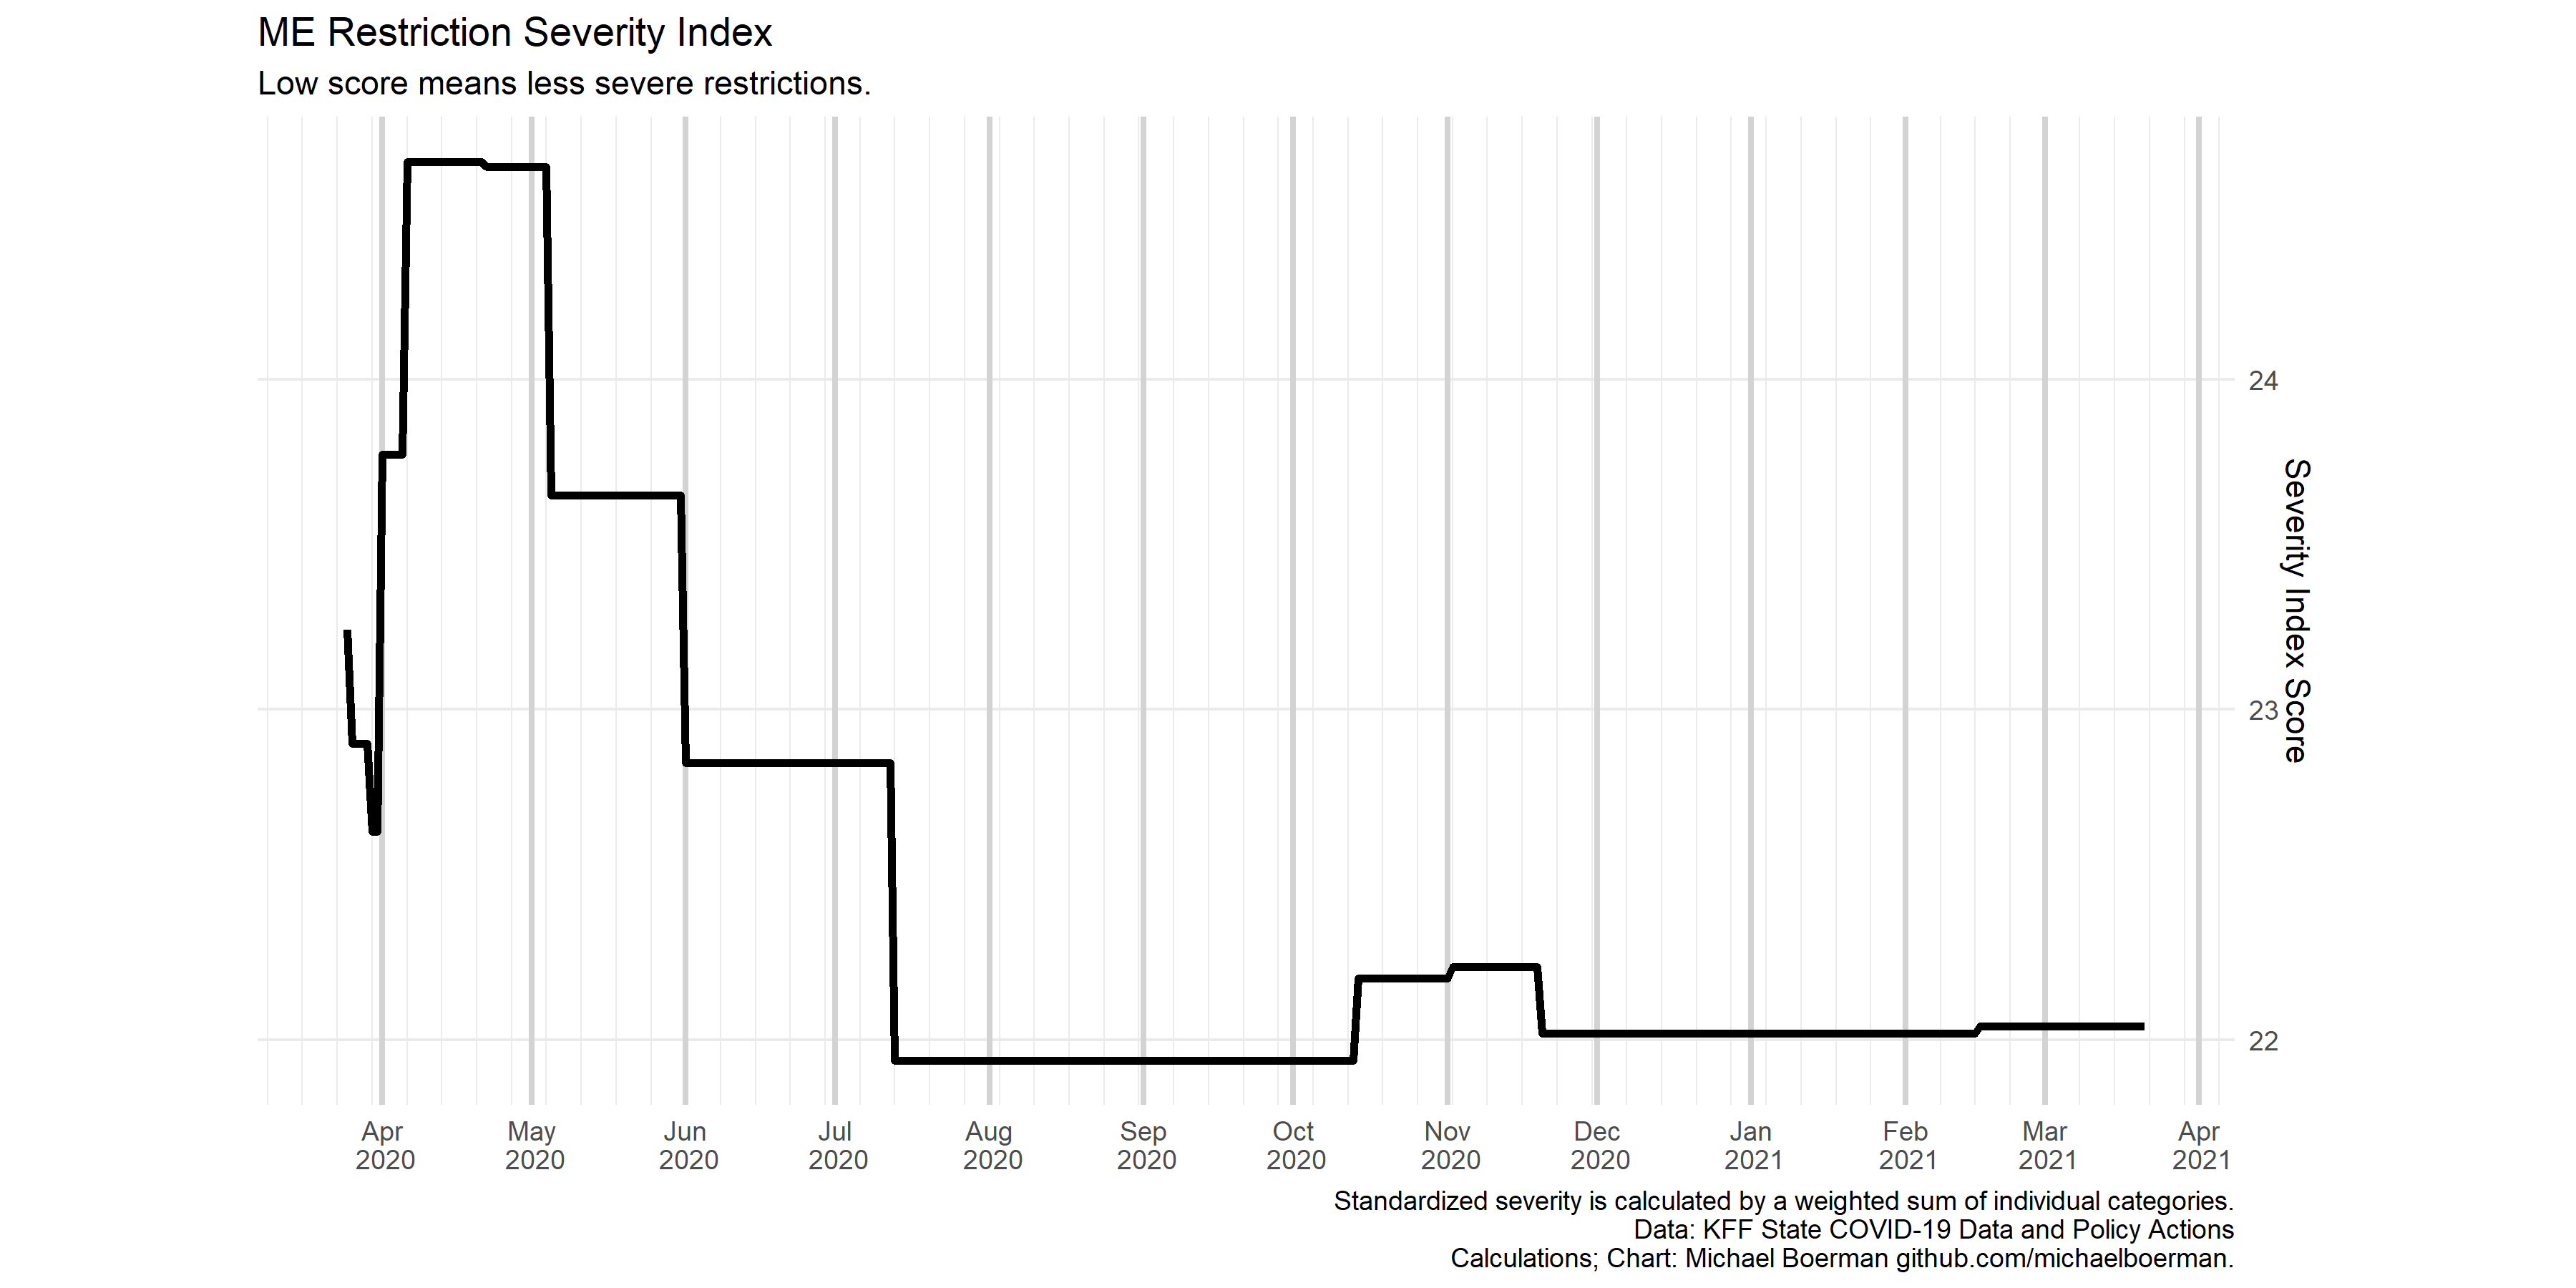 ME Restriction Severity Index
Low score means less severe restrictions.
24
23
22
Severity Index Score
Apr 2020
May 2020
Jun 2020
Jul 2020
Aug 2020
Sep 2020
Oct 2020
Nov 2020
Dec 2020
Jan 2021
Feb 2021
Mar 2021
Apr 2021
Standardized severity is calculated by a weighted sum of individual categories.
Data: KFF State COVID-19 Data and Policy Actions
Calculations; Chart: Michael Boerman github.com/michaelboerman.